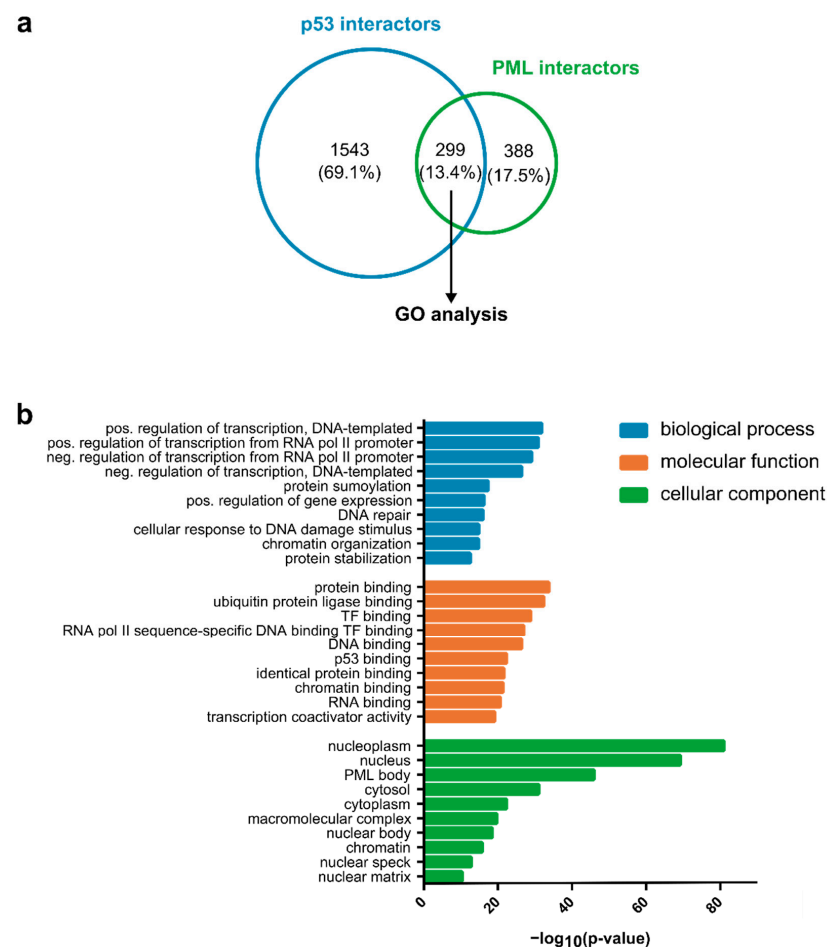 a
p53 interactors
PML interactors
1543
(69.1%)
299
(13.4%)
388
(17.5%)
GO analysis
b
pos. regulation of transcription, DNA-templated
pos. regulation of transcription from RNA pol II promoter
neg. regulation of transcription from RNA pol II promoter
neg. regulation of transcription, DNA-templated
protein sumoylation
pos. regulation of gene expression
DNA repair
cellular response to DNA damage stimulus
chromatin organization
protein stabilization
biological process
molecular function
cellular component
protein binding
ubiquitin protein ligase binding
TF binding
RNA pol II sequence-specific DNA binding TF binding
DNA binding
p53 binding
identical protein binding
chromatin binding
RNA binding
transcription coactivator activity
nucleoplasm
nucleus
PML body
cytosol
cytoplasm
macromolecular complex
nuclear body
chromatin
nuclear speck
nuclear matrix
0 20 40 60 80
−log10(p-value)